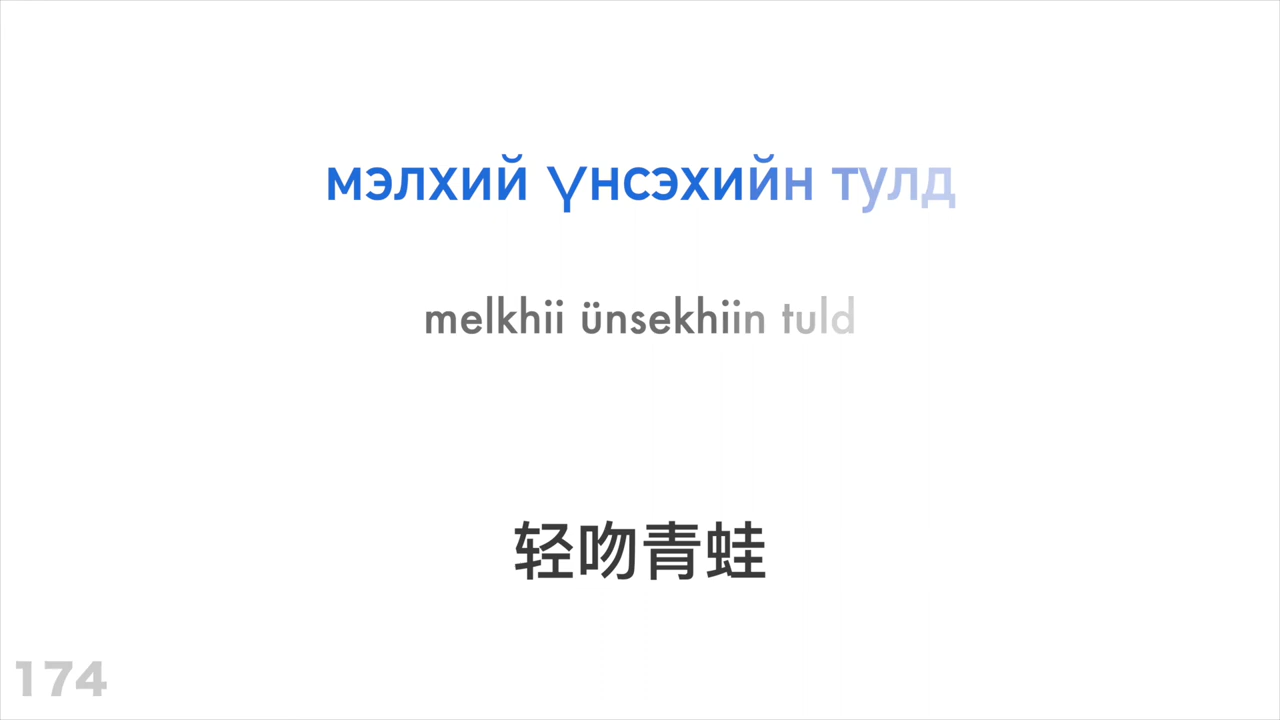 мэлхий үнсэхийн тулд
melkhii ünsekhiin tuld
轻吻青蛙
174